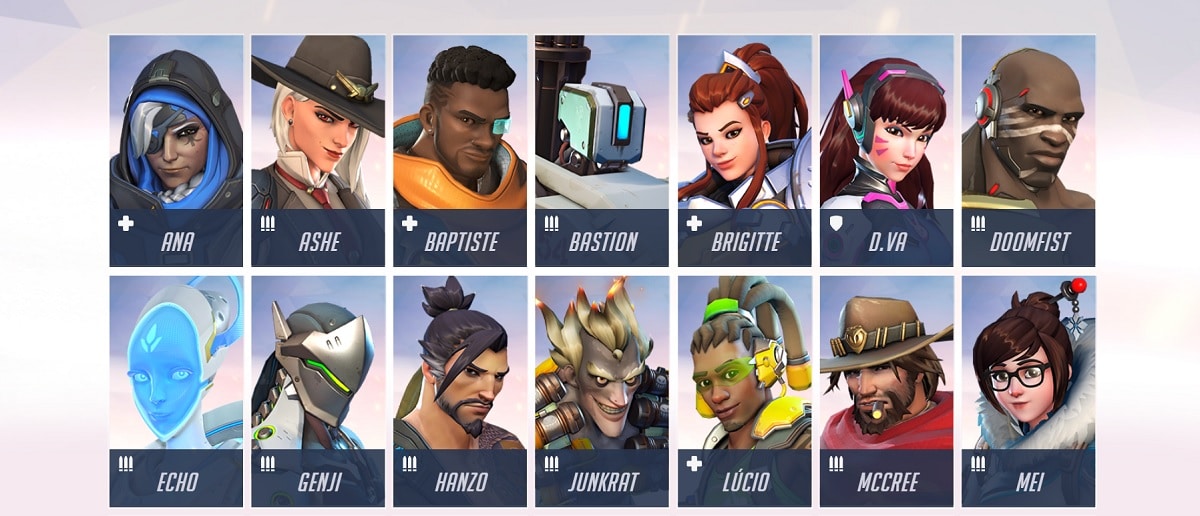 ANA
ASHE
BAPTISTE
BASTION
BRIGITTE
D.VA
DOOMFIST
ECHO
GENJI
HANZO
JUNKRAT
LÚCIO
MCCREE
MEI